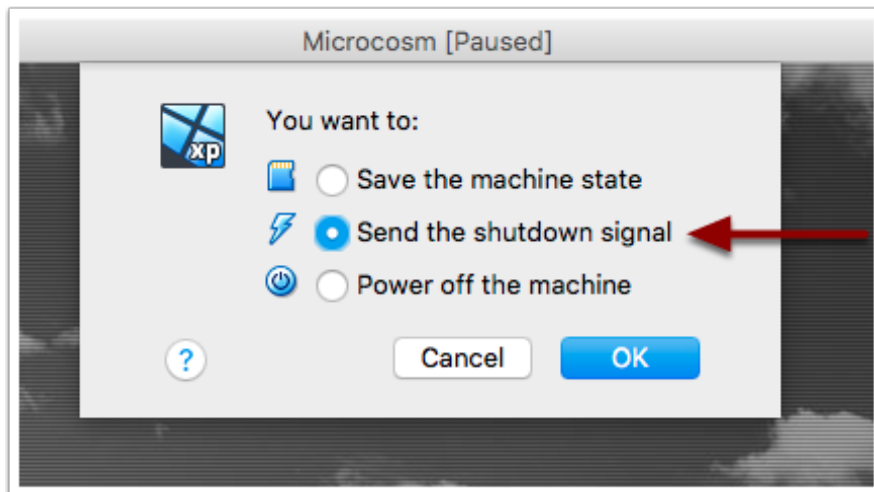 Microcosm [Paused]
xp
You want to:
Save the machine state
Send the shutdown signal
Power off the machine
?
Cancel
OK